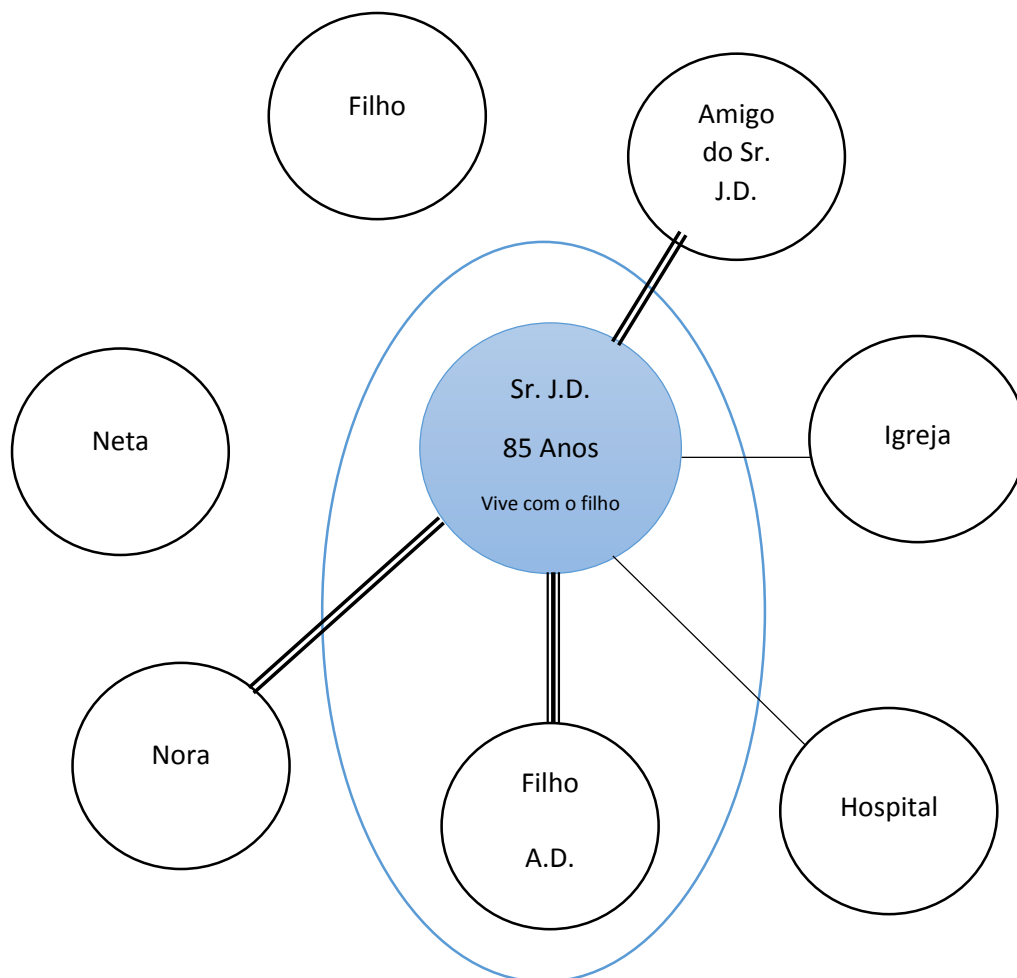 Filho
Amigo
do Sr.
J.D.
Sr. J.D.
85 Anos
Vive com o filho
Neta
Igreja
Nora
Filho
A.D.
Hospital